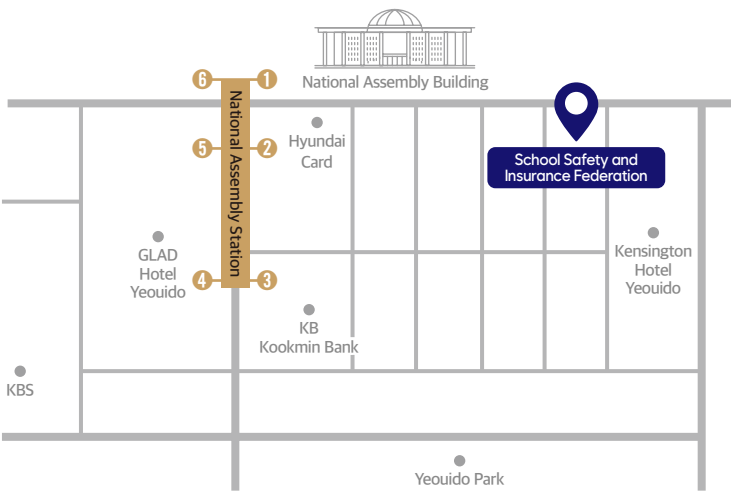 National Assembly Building
6
1
National Assembly Station
5
2
4
3
Hyundai
Card
School Safety and
Insurance Federation
GLAD
Hotel
Yeouido
Kensington
Hotel
Yeouido
KB
Kookmin Bank
KBS
Yeouido Park